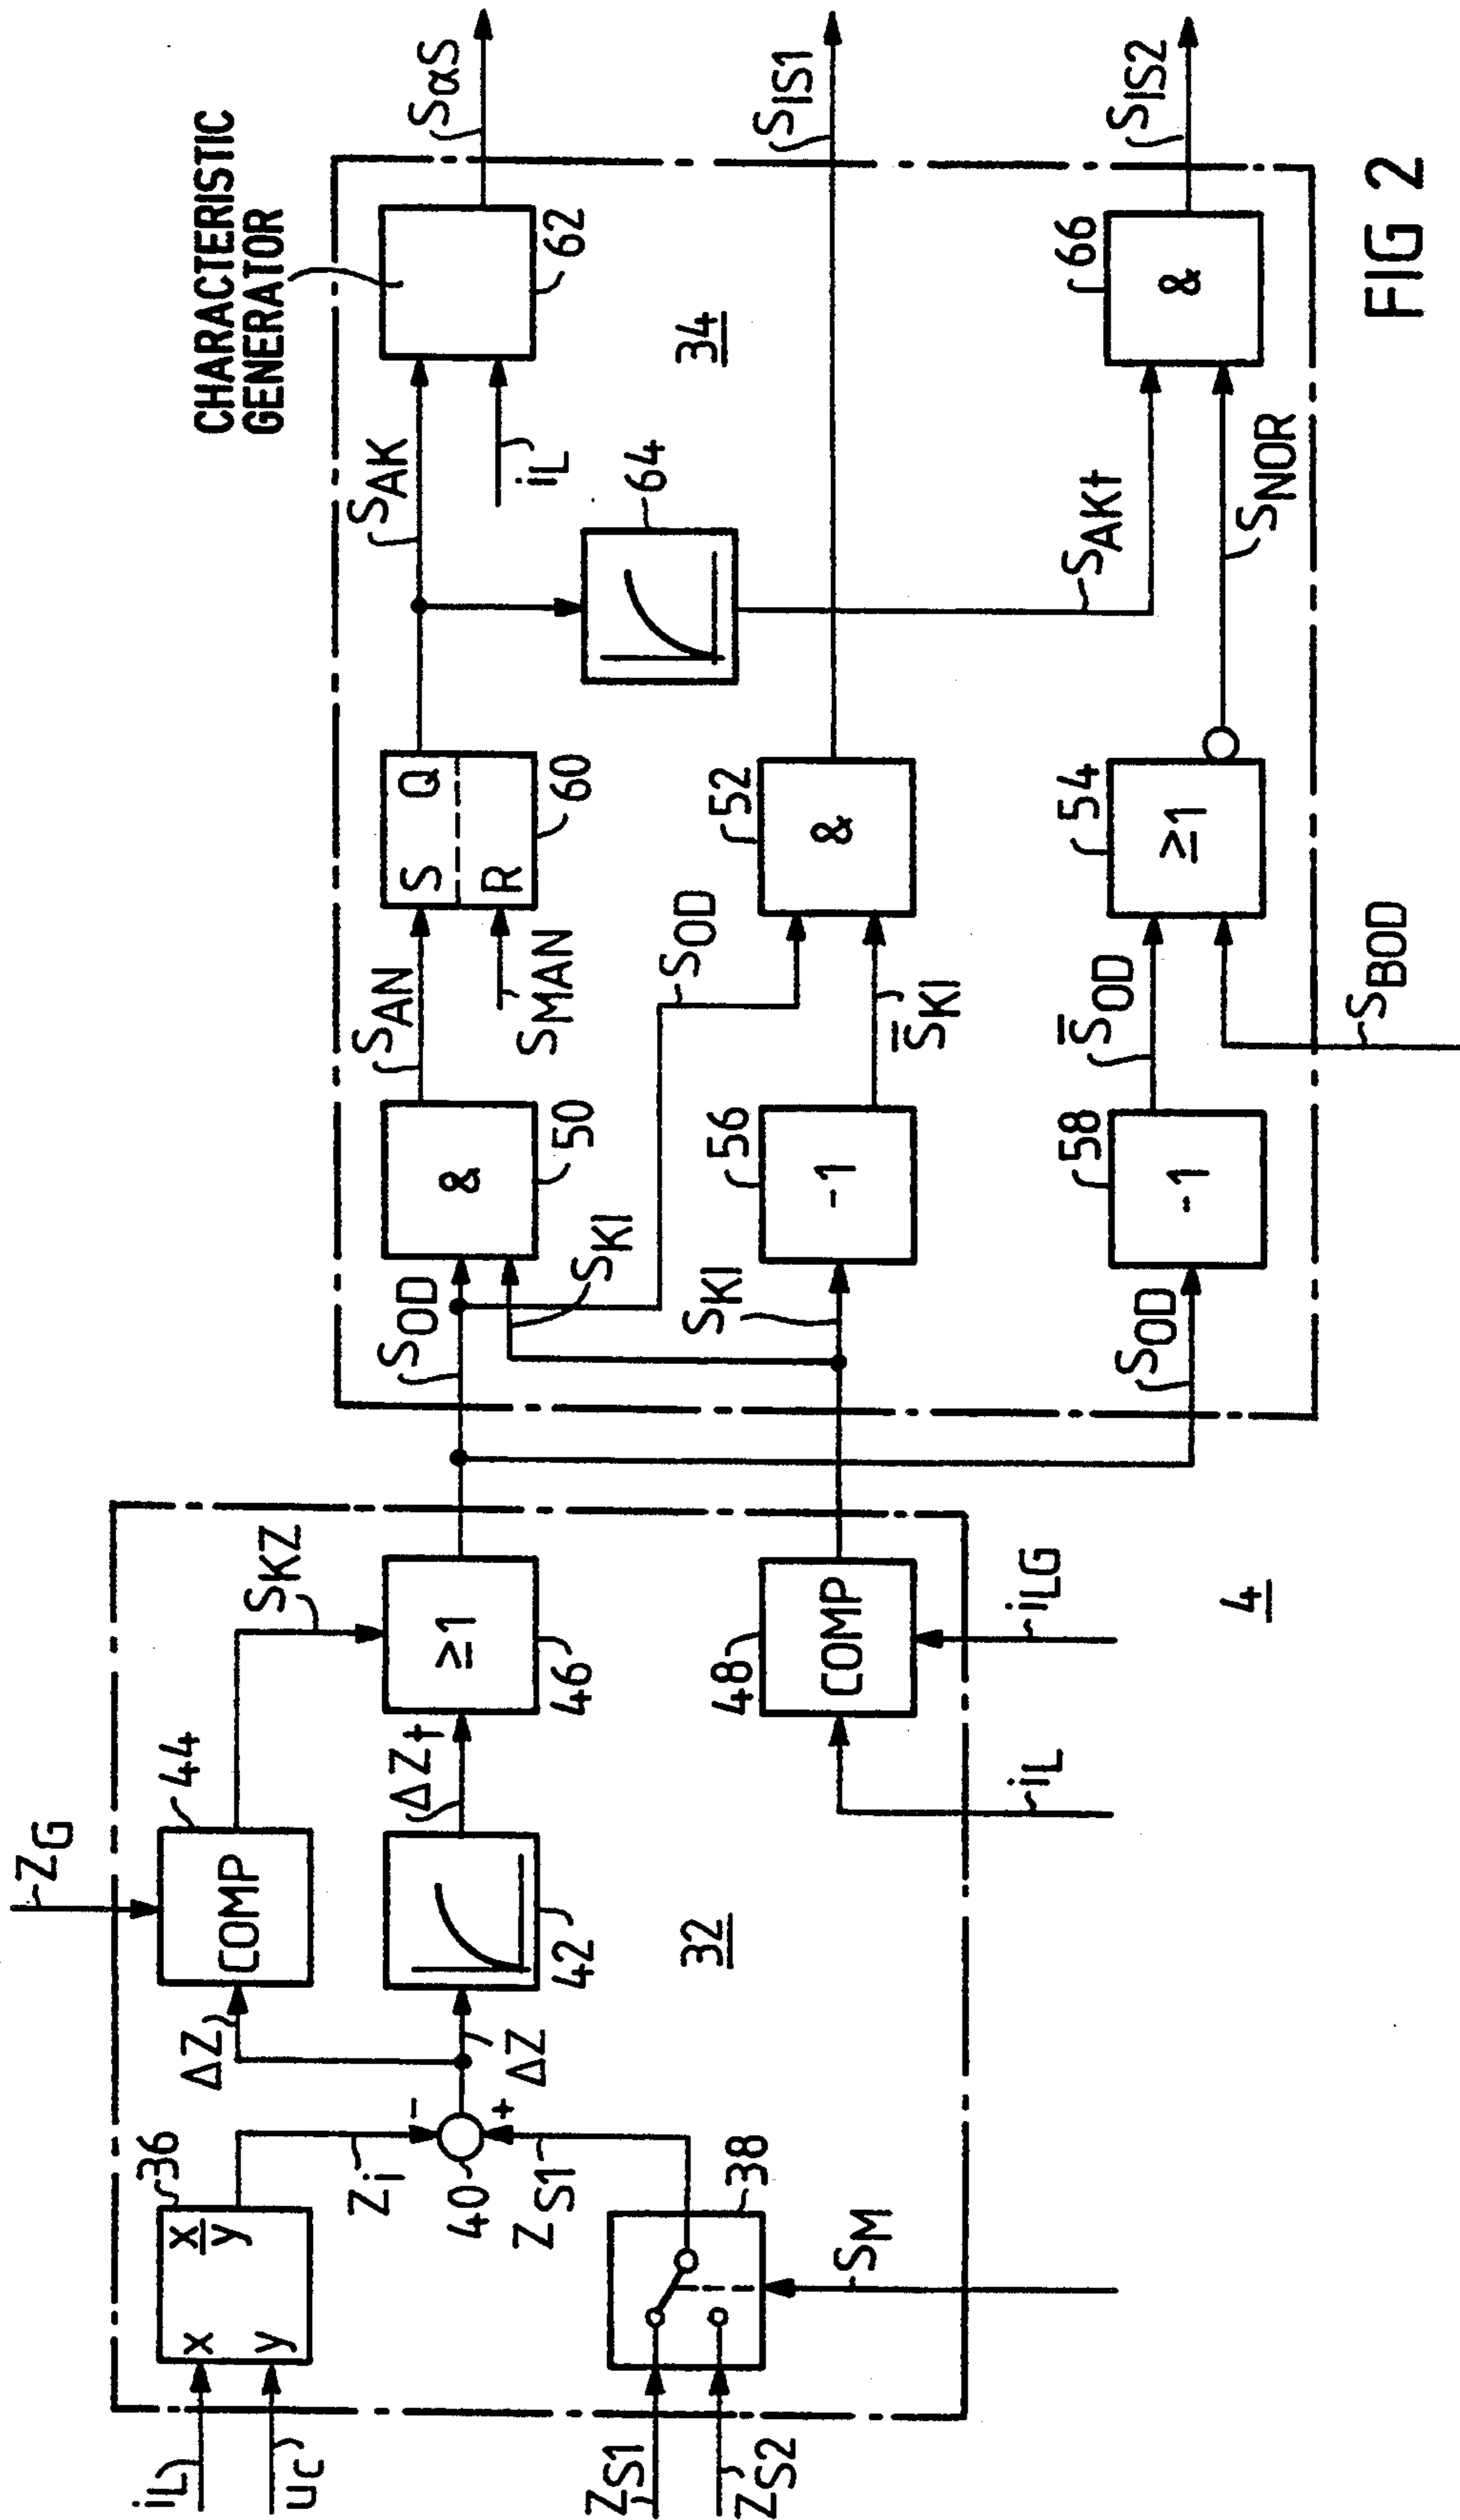 CHARACTERISTIC
GENERATOR
iL
uc
x
y
x
y
36
Zi
-
40
+
ZS1
ZS1
ZS2
38
SM
ΔZ
ΔZ
ZG
44
COMP
42
ΔZt
SKZ
≥1
46
32
48
COMP
iL
iLG
4
SOD
SKI
&
50
SOD
SKI
-1
56
SOD
-1
58
SAN
SMAN
S
Q
R
60
SOD
S̅KI
&
52
S̅OD
SBOD
≥1
54
SAK
iL
64
SAKt
SNOR
62
34
66
&
SαS
SIS1
SIS2
FIG 2